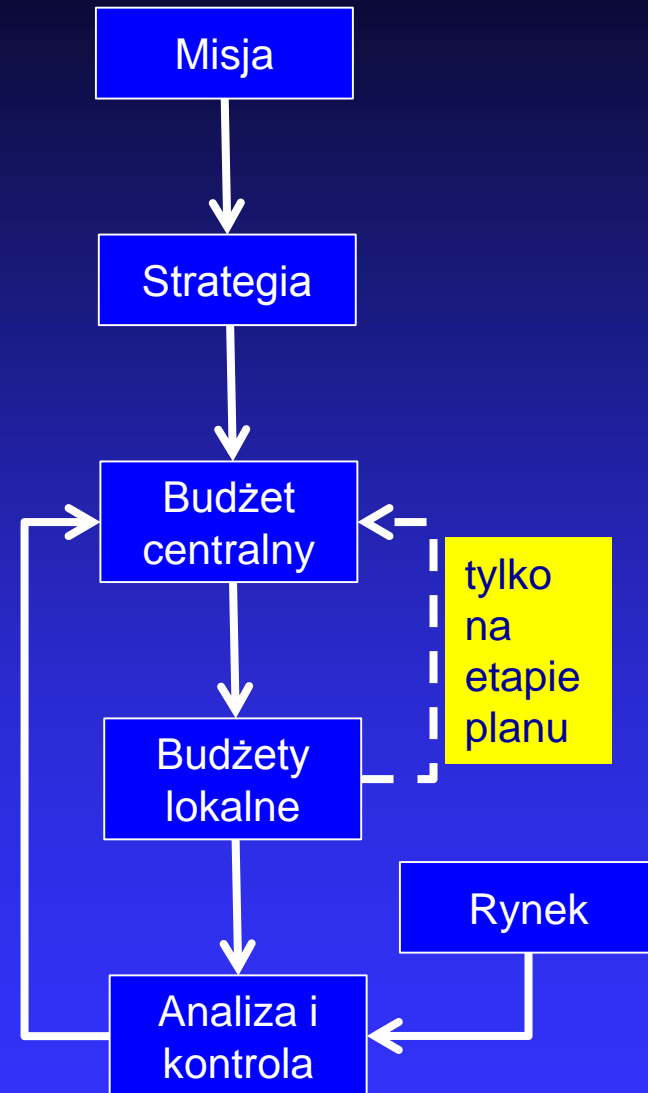 Misja
Strategia
Budżet
centralny
tylko
na
etapie
planu
Budżety
lokalne
Rynek
Analiza i
kontrola